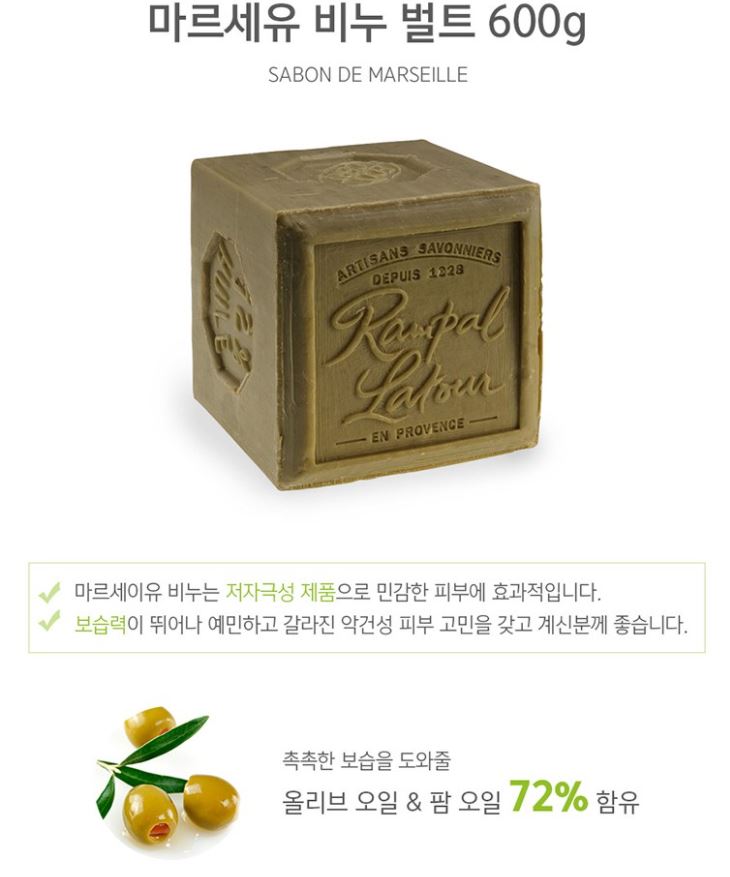 마르세유 비누 벌트 600g
SABON DE MARSEILLE
ARTISANS SAVONNIERS
DEPUIS 1828
Rampal
Latour
EN PROVENCE
72%
HUILE
마르세이유 비누는 저자극성 제품으로 민감한 피부에 효과적입니다.
보습력이 뛰어나 예민하고 갈라진 악건성 피부 고민을 갖고 계신분께 좋습니다.
촉촉한 보습을 도와줄
올리브 오일 & 팜 오일 72% 함유